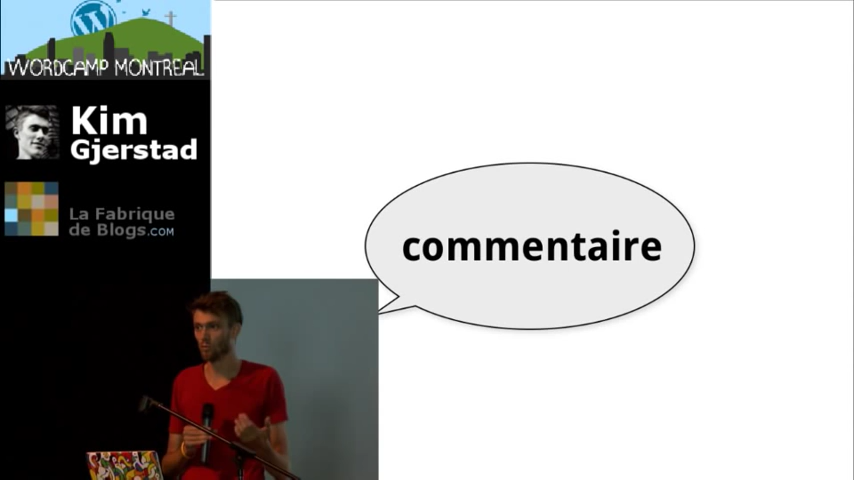 WORDCAMP MONTREAL
Kim
Gjerstad
La Fabrique
de Blogs.COM
commentaire